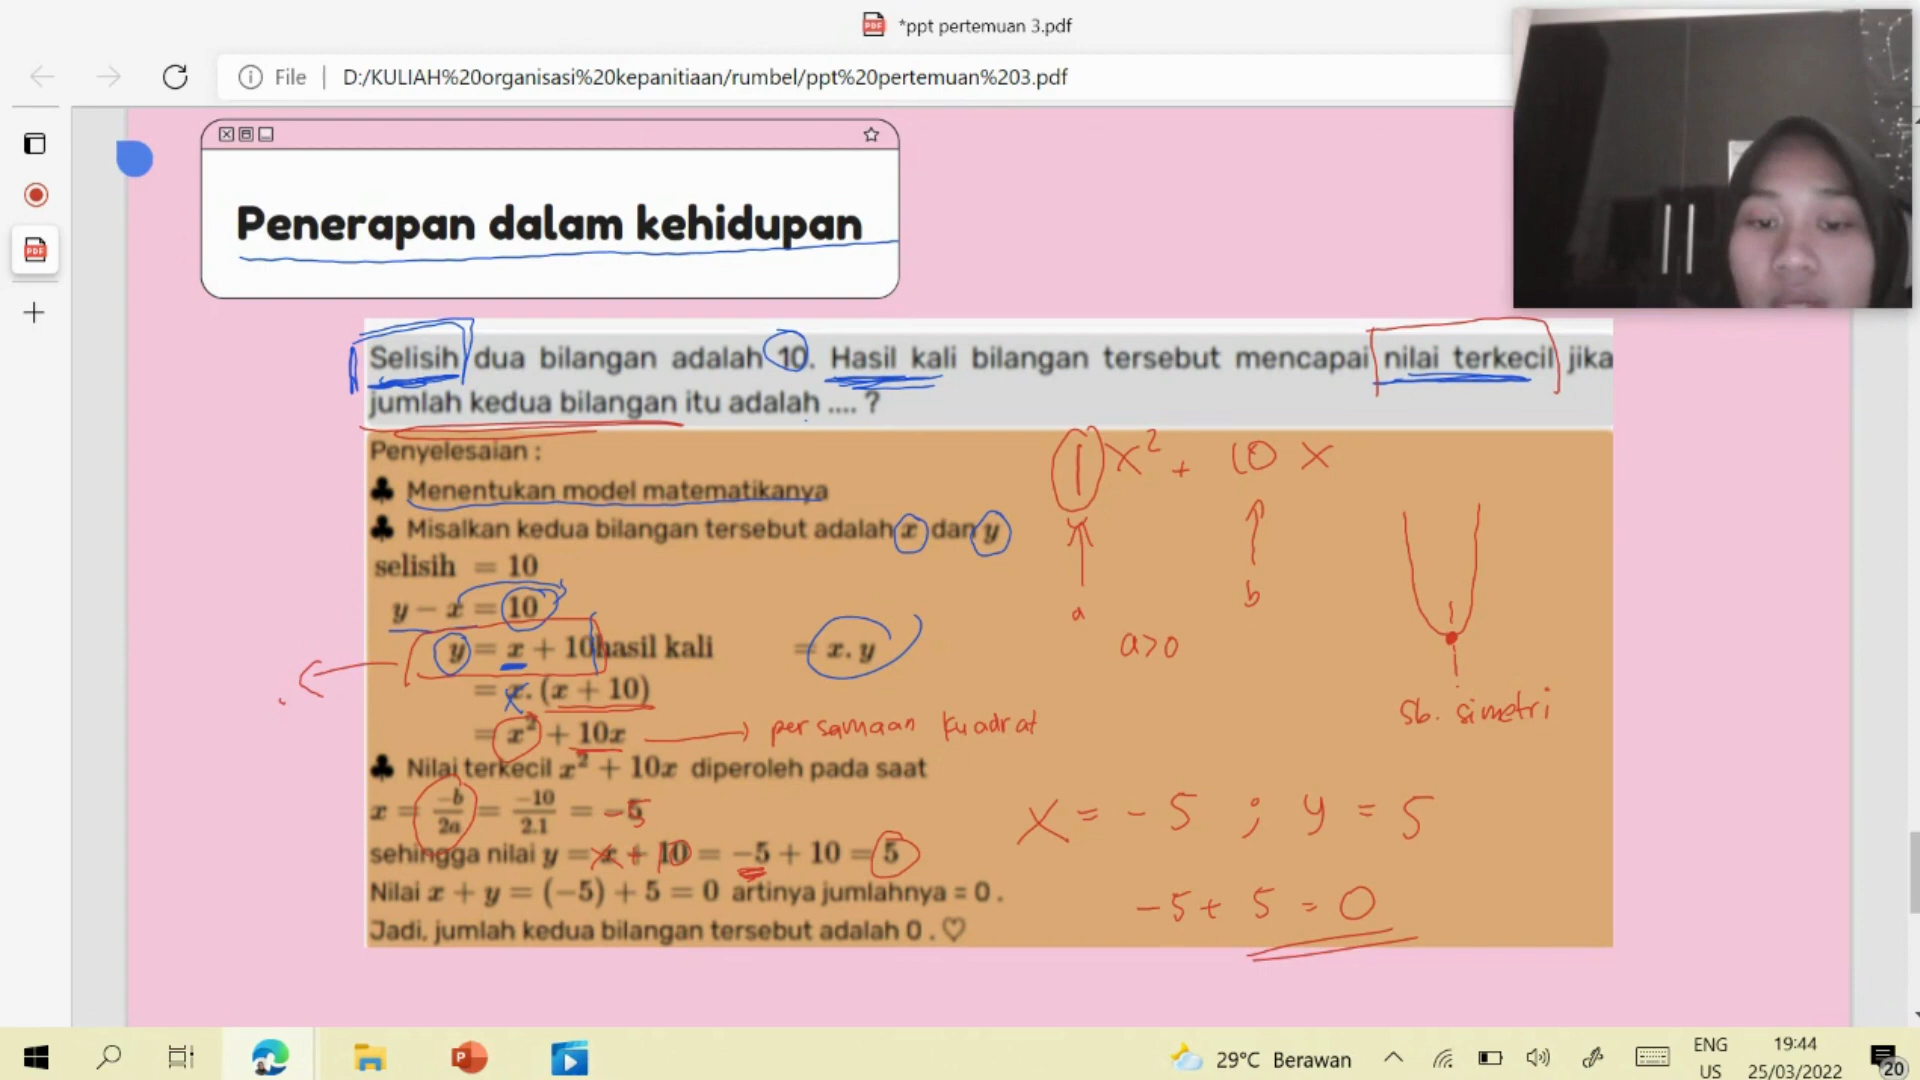 *ppt pertemuan 3.pdf
File | D:/KULIAH%20organisasi%20kepanitiaan/rumbel/ppt%20pertemuan%203.pdf
Penerapan dalam kehidupan
Selisih dua bilangan adalah 10. Hasil kali bilangan tersebut mencapai nilai terkecil jika
jumlah kedua bilangan itu adalah .... ?
Penyelesaian :
♣ Menentukan model matematikanya
♣ Misalkan kedua bilangan tersebut adalah x dan y
selisih = 10
y − x = 10
y = x + 10 hasil kali = x. y
= x. (x + 10)
x
= x² + 10x
persamaan kuadrat
♣ Nilai terkecil x² + 10x diperoleh pada saat
x = -b/2a = -10/2.1 = -5
sehingga nilai y = x + 10 = −5 + 10 = 5
Nilai x + y = (−5) + 5 = 0 artinya jumlahnya = 0 .
Jadi, jumlah kedua bilangan tersebut adalah 0 . ♡
1x² + 10 x
a
b
a>0
sb. simetri
x = - 5 ; y = 5
-5 + 5 = 0
29°C Berawan
ENG
US
19:44
25/03/2022
20